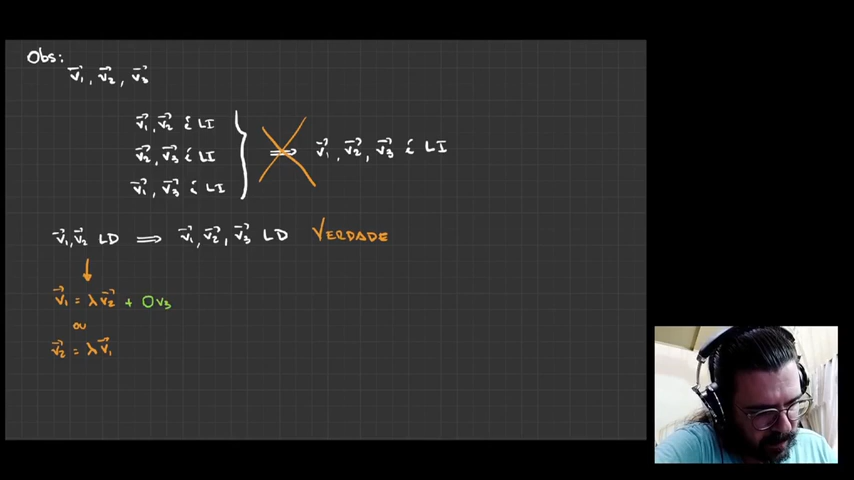 Obs:
v⃗₁, v⃗₂, v⃗₃
v⃗₁, v⃗₂ é LI
v⃗₂, v⃗₃ é LI
v⃗₁, v⃗₃ é LI
⟹ v⃗₁, v⃗₂, v⃗₃ é LI
v⃗₁, v⃗₂ LD ⟹ v⃗₁, v⃗₂, v⃗₃ LD VERDADE
v⃗₁ = λv⃗₂ + 0v₃
ou
v⃗₂ = λv⃗₁